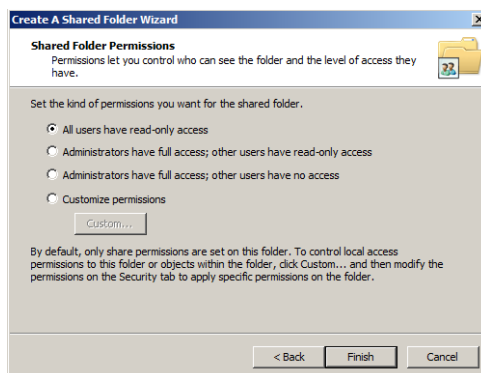 Create A Shared Folder Wizard
Shared Folder Permissions
Permissions let you control who can see the folder and the level of access they
have.
Set the kind of permissions you want for the shared folder.
All users have read-only access
Administrators have full access; other users have read-only access
Administrators have full access; other users have no access
Customize permissions
Custom...
By default, only share permissions are set on this folder. To control local access
permissions to this folder or objects within the folder, click Custom... and then modify the
permissions on the Security tab to apply specific permissions on the folder.
< Back Finish Cancel